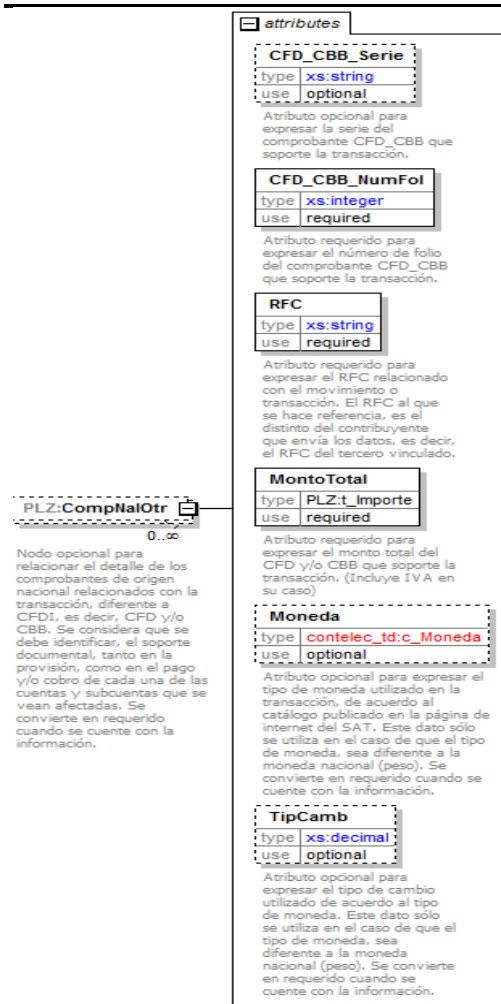 attributes
CFD_CBB_Serie
type xs:string
use optional
Atributo opcional para
expresar la serie del
comprobante CFD_CBB que
soporte la transacción.
CFD_CBB_NumFol
type xs:integer
use required
Atributo requerido para
expresar el número de folio
del comprobante CFD_CBB
que soporte la transacción.
RFC
type xs:string
use required
Atributo requerido para
expresar el RFC relacionado
con el movimiento o
transacción. El RFC al que
se hace referencia, es el
distinto del contribuyente
que envía los datos, es decir,
el RFC del tercero vinculado.
MontoTotal
type PLZ:t_Importe
use required
Atributo requerido para
expresar el monto total del
CFD y/o CBB que soporte la
transacción. (Incluye IVA en
su caso)
Moneda
type contelec_td:c_Moneda
use optional
Atributo opcional para expresar el
tipo de moneda utilizado en la
transacción, de acuerdo al
catálogo publicado en la página de
internet del SAT. Este dato sólo
se utiliza en el caso de que el tipo
de moneda, sea diferente a la
moneda nacional (peso). Se
convierte en requerido cuando se
cuente con la información.
TipCamb
type xs:decimal
use optional
Atributo opcional para
expresar el tipo de cambio
utilizado de acuerdo al tipo
de moneda. Este dato sólo
se utiliza en el caso de que el
tipo de moneda, sea
diferente a la moneda
nacional (peso). Se convierte
en requerido cuando se
cuente con la información.
PLZ:CompNalOtr
0..∞
Nodo opcional para
relacionar el detalle de los
comprobantes de origen
nacional relacionados con la
transacción, diferente a
CFDI, es decir, CFD y/o
CBB. Se considera que se
debe identificar, el soporte
documental, tanto en la
provisión, como en el pago
y/o cobro de cada una de las
cuentas y subcuentas que se
vean afectadas. Se
convierte en requerido
cuando se cuente con la
información.